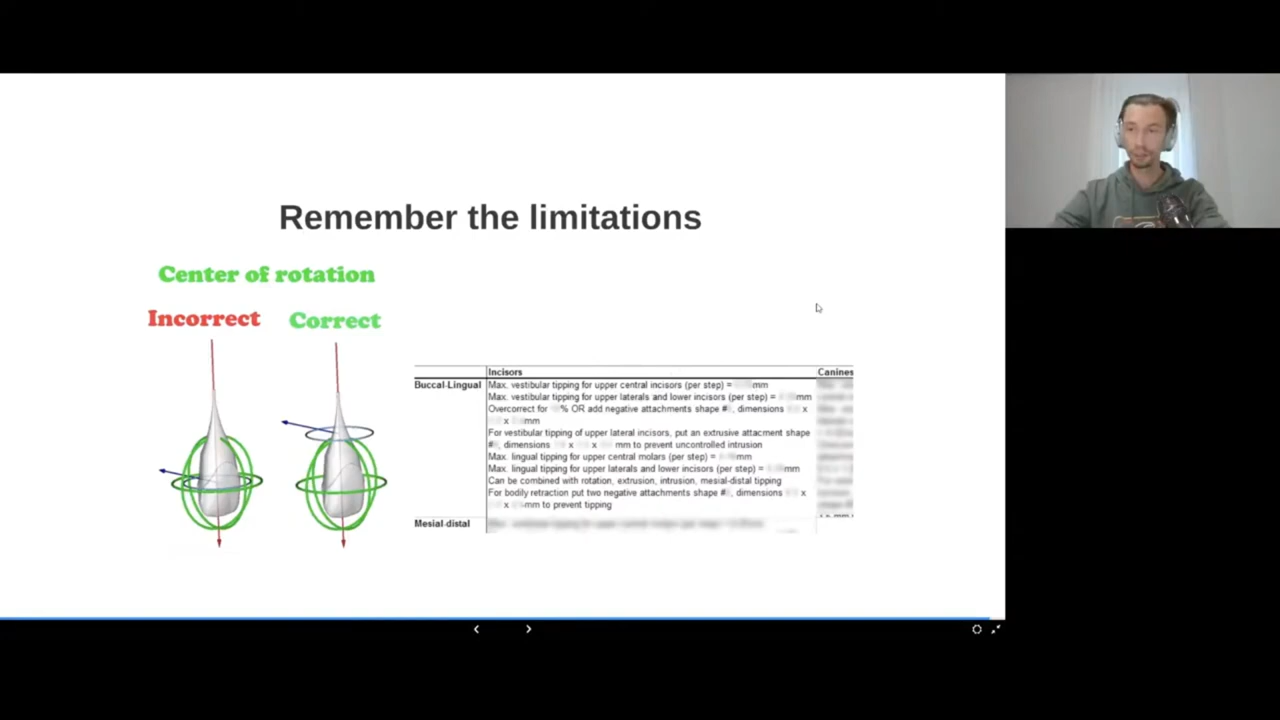 Remember the limitations
Center of rotation
Incorrect
Correct
Incisors
Canines
Buccal-Lingual
Max. vestibular tipping for upper central incisors (per step) = mm
Max. vestibular tipping for upper laterals and lower incisors (per step) = mm
Overcorrect for % OR add negative attachments shape #, dimensions x
x mm
For vestibular tipping of upper lateral incisors, put an extrusive attacment shape
#, dimensions x x mm to prevent uncontrolled intrusion
Max. lingual tipping for upper central molars (per step) = mm
Max. lingual tipping for upper laterals and lower incisors (per step) = mm
Can be combined with rotation, extrusion, intrusion, mesial-distal tipping
For bodily retraction put two negative attachments shape #, dimensions x
x mm to prevent tipping
Mesial-distal